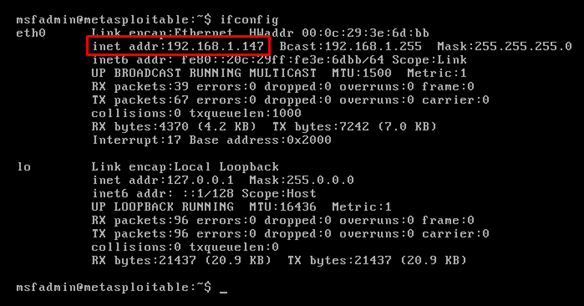 msfadmin@metasploitable:~$ ifconfig
eth0 Link encap:Ethernet HWaddr 00:0c:29:3e:6d:bb
inet addr:192.168.1.147 Bcast:192.168.1.255 Mask:255.255.255.0
inet6 addr: fe80::20c:29ff:fe3e:6dbb/64 Scope:Link
UP BROADCAST RUNNING MULTICAST MTU:1500 Metric:1
RX packets:39 errors:0 dropped:0 overruns:0 frame:0
TX packets:67 errors:0 dropped:0 overruns:0 carrier:0
collisions:0 txqueuelen:1000
RX bytes:4370 (4.2 KB) TX bytes:7242 (7.0 KB)
Interrupt:17 Base address:0x2000
lo Link encap:Local Loopback
inet addr:127.0.0.1 Mask:255.0.0.0
inet6 addr: ::1/128 Scope:Host
UP LOOPBACK RUNNING MTU:16436 Metric:1
RX packets:96 errors:0 dropped:0 overruns:0 frame:0
TX packets:96 errors:0 dropped:0 overruns:0 carrier:0
collisions:0 txqueuelen:0
RX bytes:21437 (20.9 KB) TX bytes:21437 (20.9 KB)
msfadmin@metasploitable:~$ _